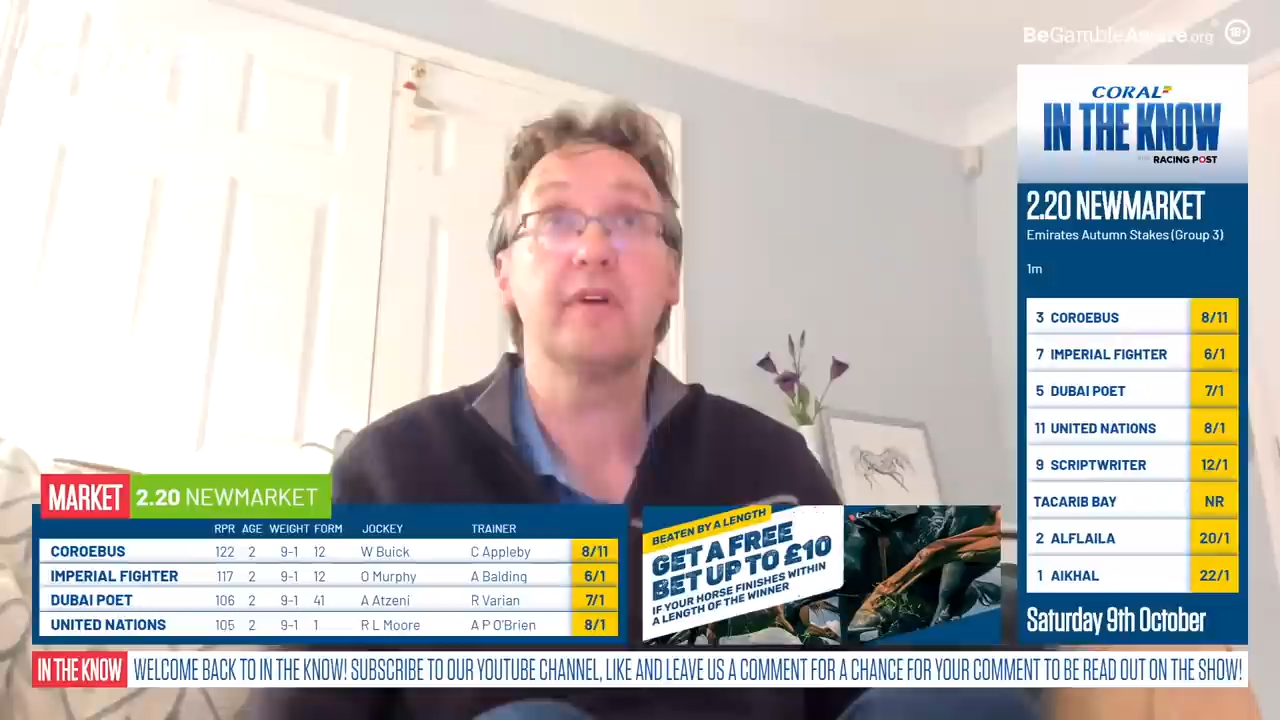 BeGambleAware.org 18+
CORAL
IN THE KNOW
RACING POST
2.20 NEWMARKET
Emirates Autumn Stakes (Group 3)
1m
3 COROEBUS 8/11
7 IMPERIAL FIGHTER 6/1
5 DUBAI POET 7/1
11 UNITED NATIONS 8/1
9 SCRIPTWRITER 12/1
TACARIB BAY NR
2 ALFLAILA 20/1
1 AIKHAL 22/1
Saturday 9th October
MARKET 2.20 NEWMARKET
RPR AGE WEIGHT FORM JOCKEY TRAINER
COROEBUS 122 2 9-1 12 W Buick C Appleby 8/11
IMPERIAL FIGHTER 117 2 9-1 12 O Murphy A Balding 6/1
DUBAI POET 106 2 9-1 41 A Atzeni R Varian 7/1
UNITED NATIONS 105 2 9-1 1 R L Moore A P O'Brien 8/1
BEATEN BY A LENGTH
GET A FREE
BET UP TO £10
IF YOUR HORSE FINISHES WITHIN
A LENGTH OF THE WINNER
IN THE KNOW WELCOME BACK TO IN THE KNOW! SUBSCRIBE TO OUR YOUTUBE CHANNEL, LIKE AND LEAVE US A COMMENT FOR A CHANCE FOR YOUR COMMENT TO BE READ OUT ON THE SHOW!